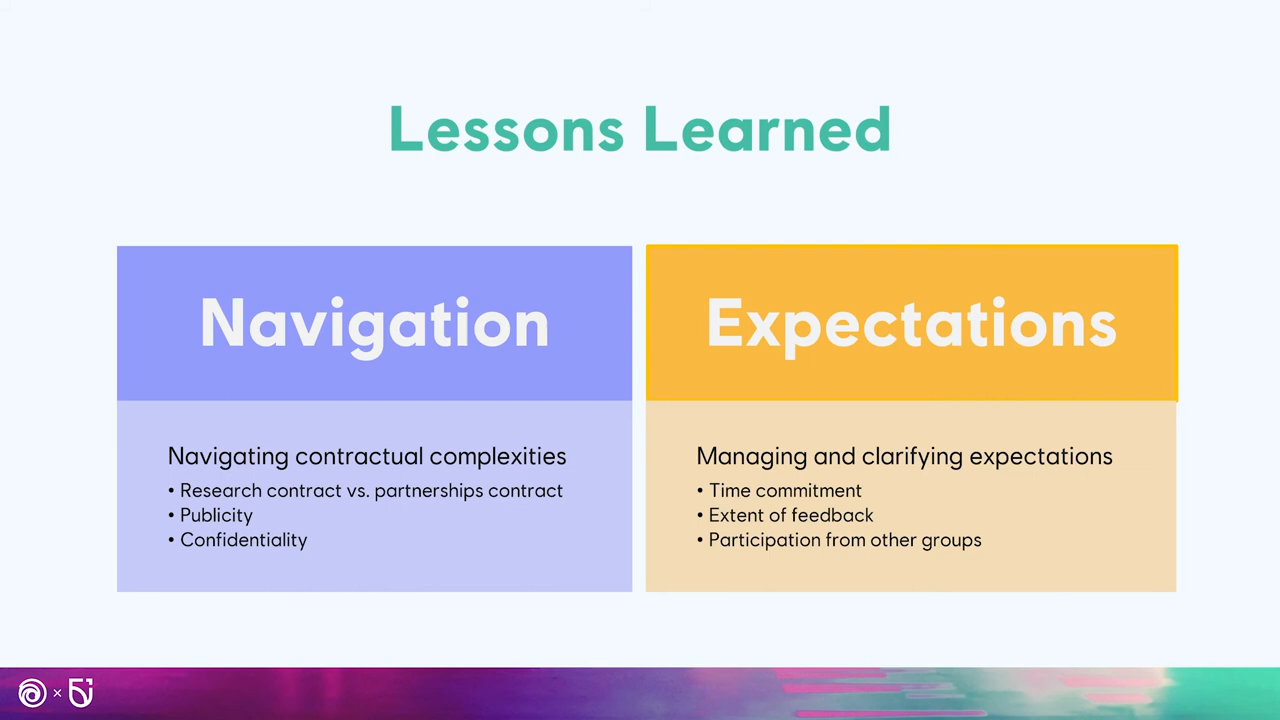 Lessons Learned
Navigation
Navigating contractual complexities
• Research contract vs. partnerships contract
• Publicity
• Confidentiality
Expectations
Managing and clarifying expectations
• Time commitment
• Extent of feedback
• Participation from other groups
×